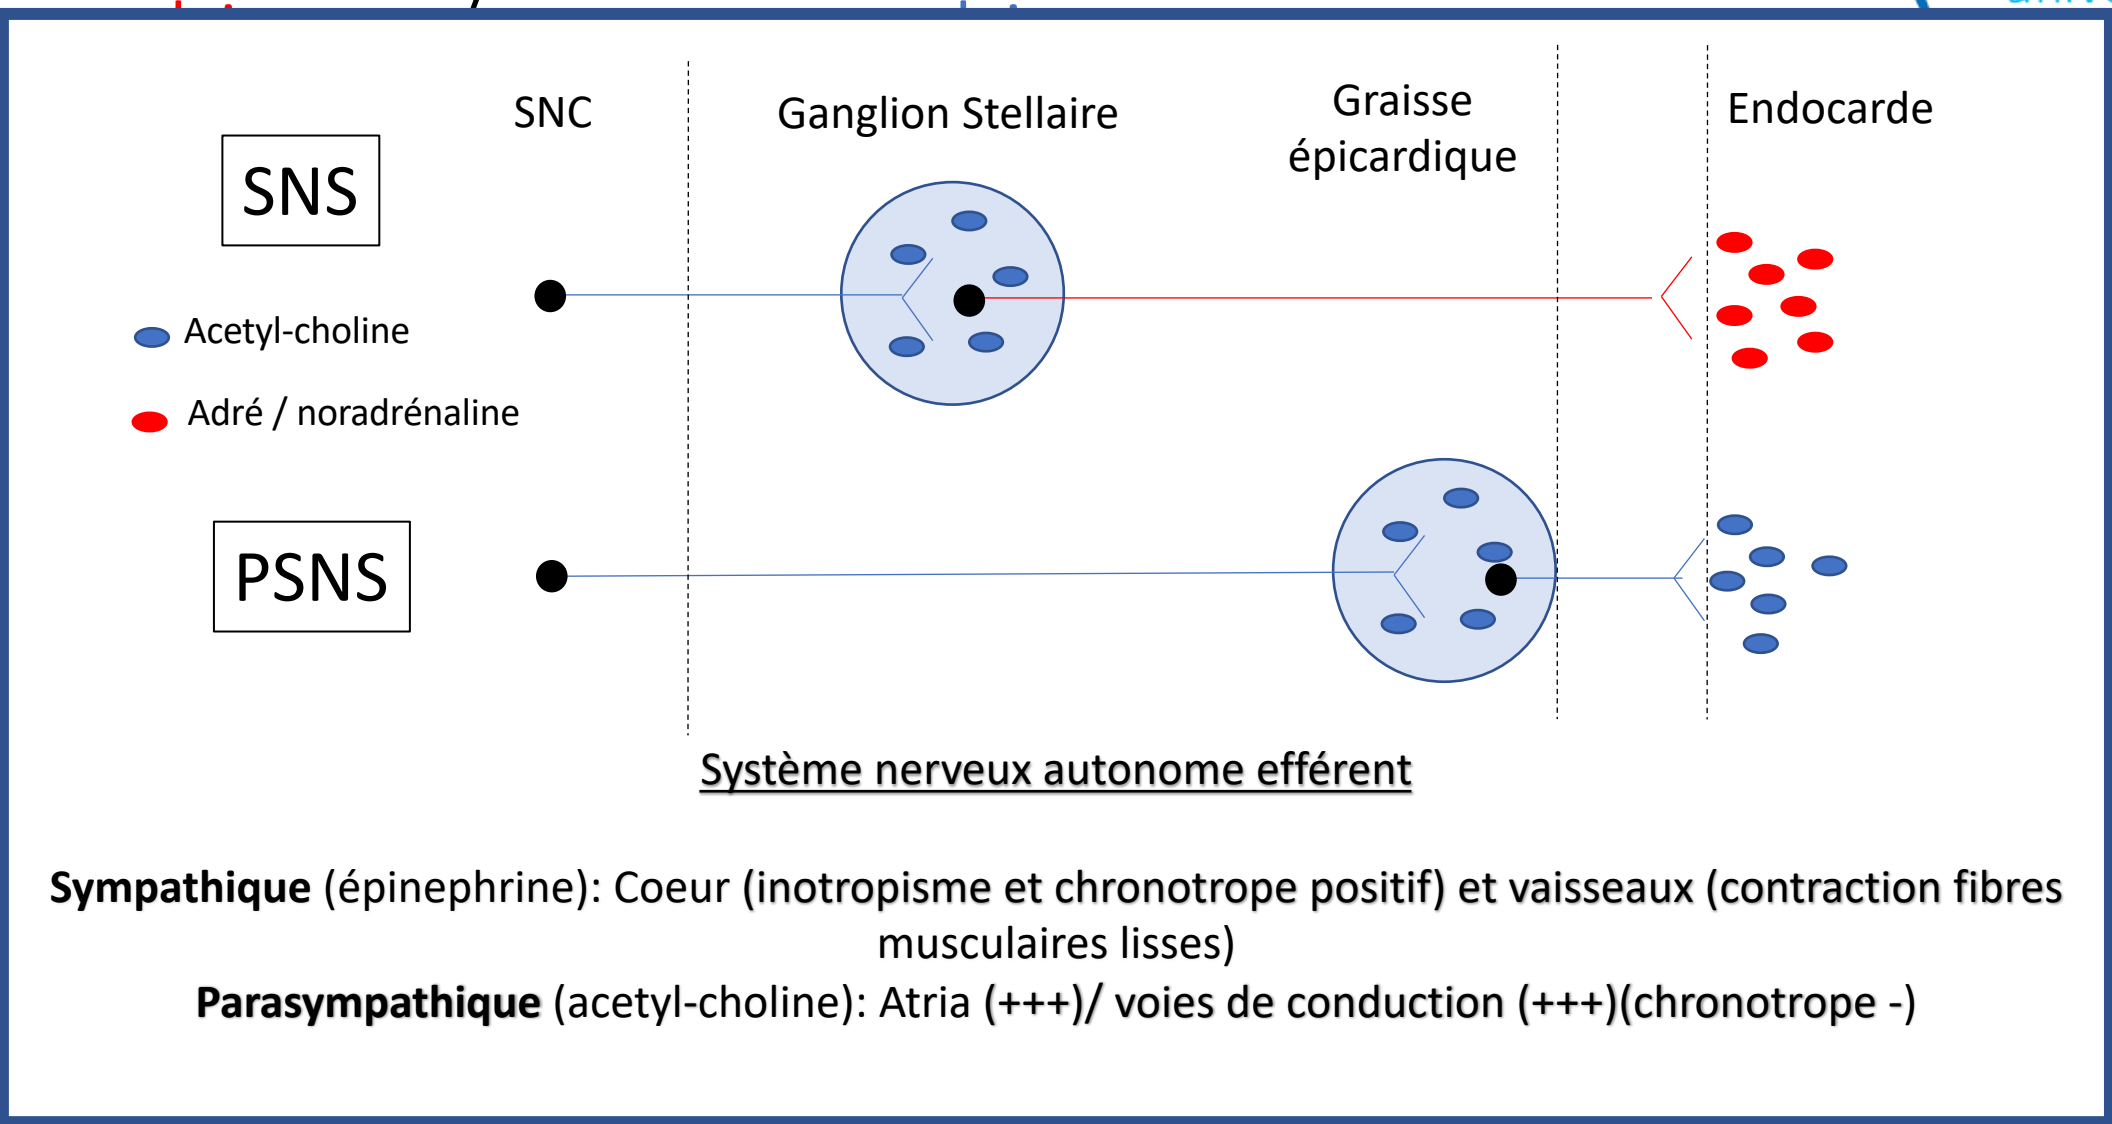 SNC
Ganglion Stellaire
Graisse
épicardique
Endocarde
SNS
Acetyl-choline
Adré / noradrénaline
PSNS
Système nerveux autonome efférent
Sympathique (épinephrine): Coeur (inotropisme et chronotrope positif) et vaisseaux (contraction fibres
musculaires lisses)
Parasympathique (acetyl-choline): Atria (+++)/ voies de conduction (+++)(chronotrope -)